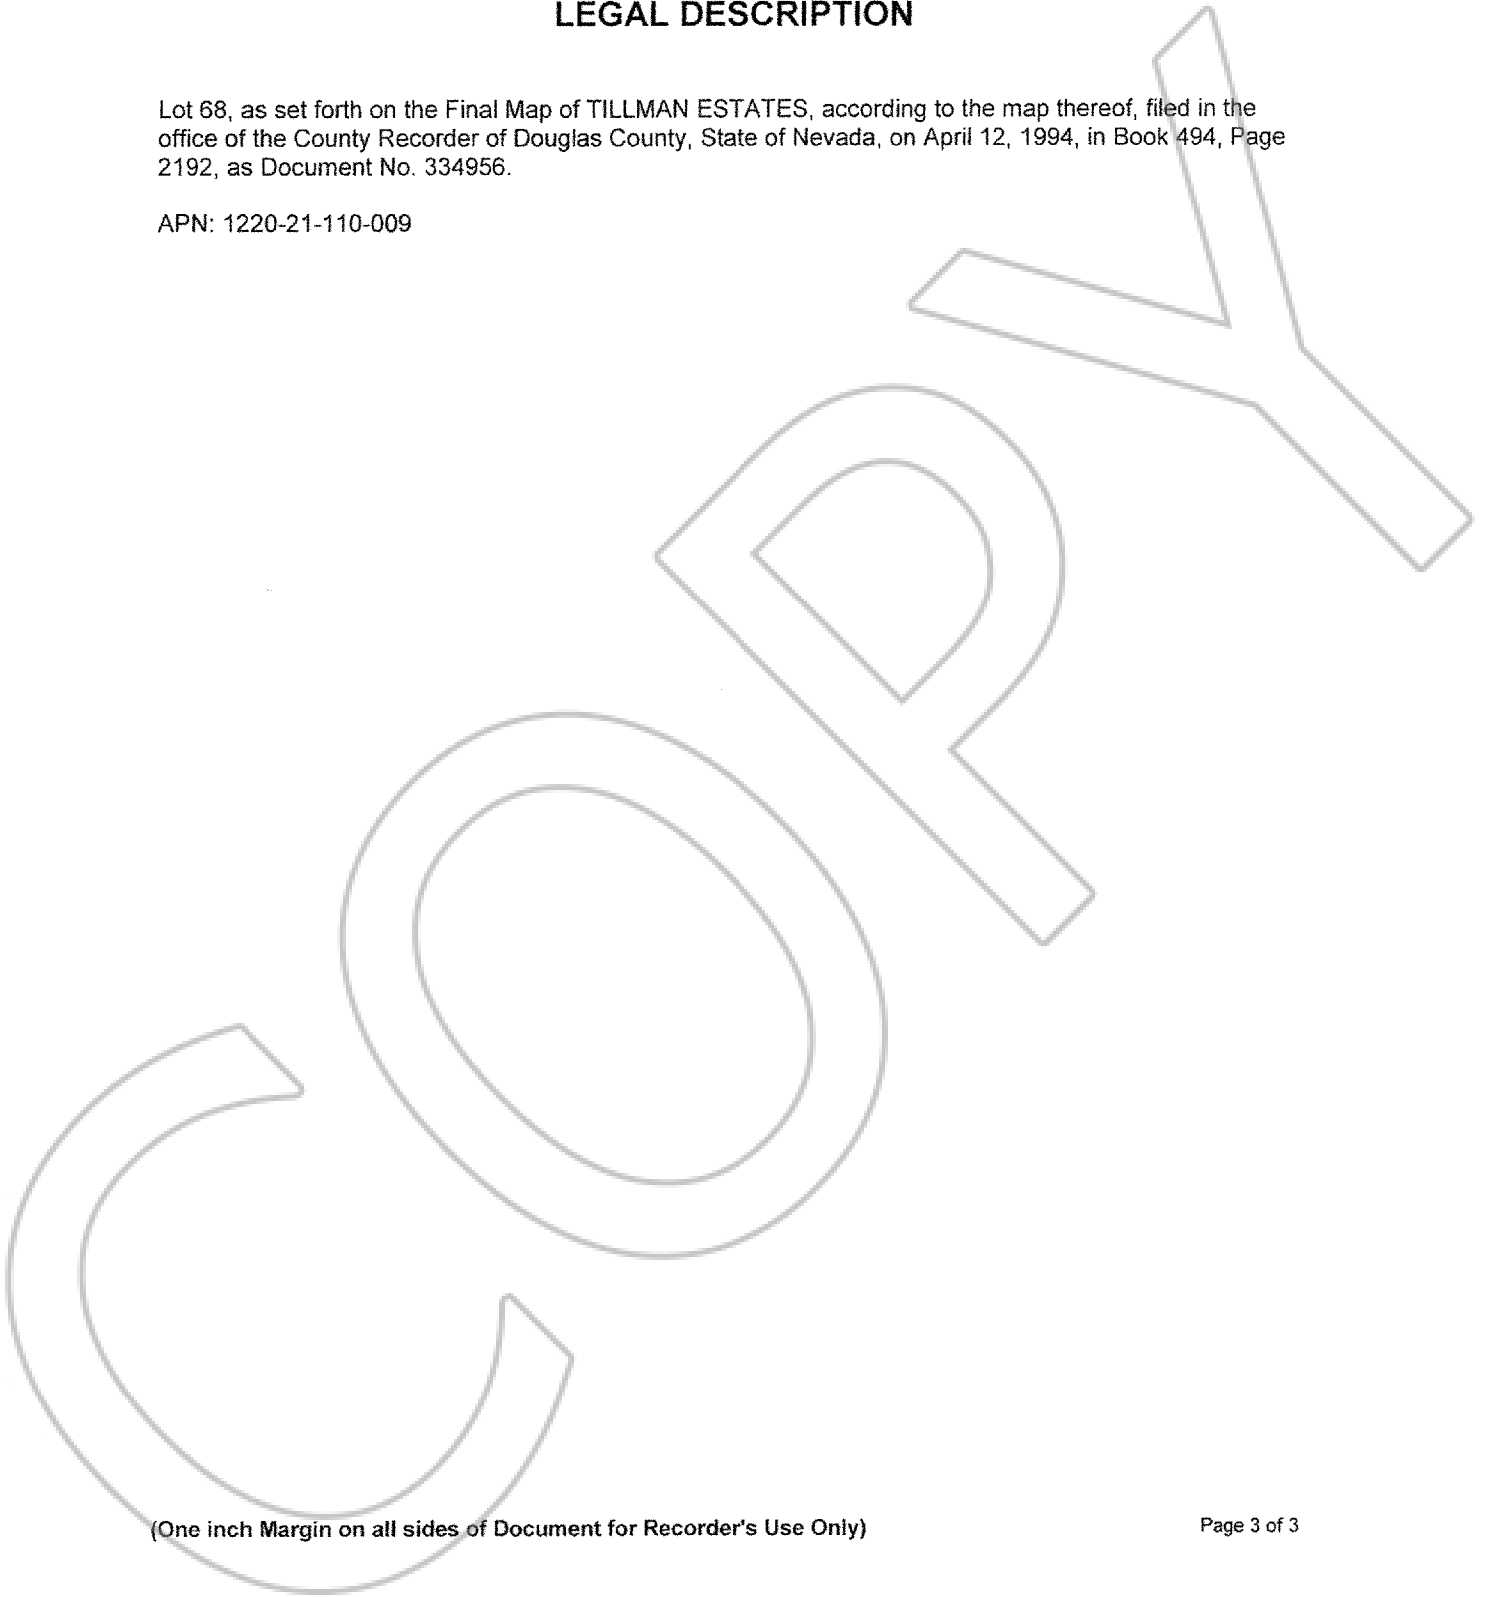 LEGAL DESCRIPTION
Lot 68, as set forth on the Final Map of TILLMAN ESTATES, according to the map thereof, filed in the
office of the County Recorder of Douglas County, State of Nevada, on April 12, 1994, in Book 494, Page
2192, as Document No. 334956.
APN: 1220-21-110-009
COPY
(One inch Margin on all sides of Document for Recorder's Use Only)
Page 3 of 3